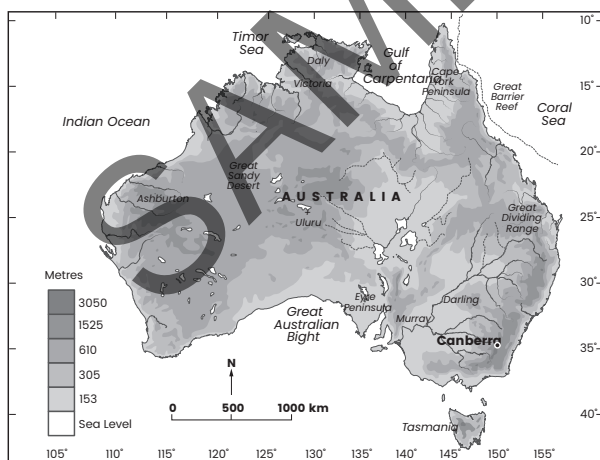 10°
15°
20°
25°
30°
35°
40°
105°
110°
115°
120°
125°
130°
135°
140°
145°
150°
155°
Timor
Sea
Daly
Victoria
Gulf
of
Carpentaria
Cape
York
Peninsula
Great
Barrier
Reef
Coral
Sea
Indian Ocean
Great
Sandy
Desert
AUSTRALIA
Ashburton
Uluru
Great
Dividing
Range
Metres
3050
1525
610
305
153
Sea Level
Great
Australian
Bight
Eyre
Peninsula
Darling
Murray
Canberra
N
0 500 1000 km
Tasmania